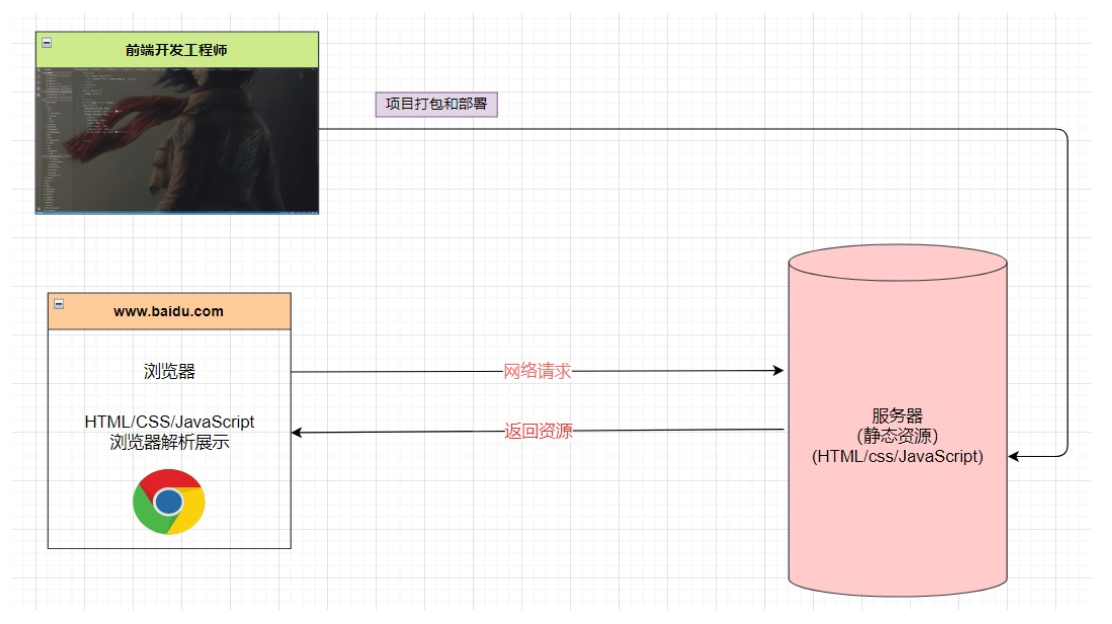 前端开发工程师
项目打包和部署
www.baidu.com
浏览器
HTML/CSS/JavaScript
浏览器解析展示
网络请求
返回资源
服务器
(静态资源)
(HTML/css/JavaScript)